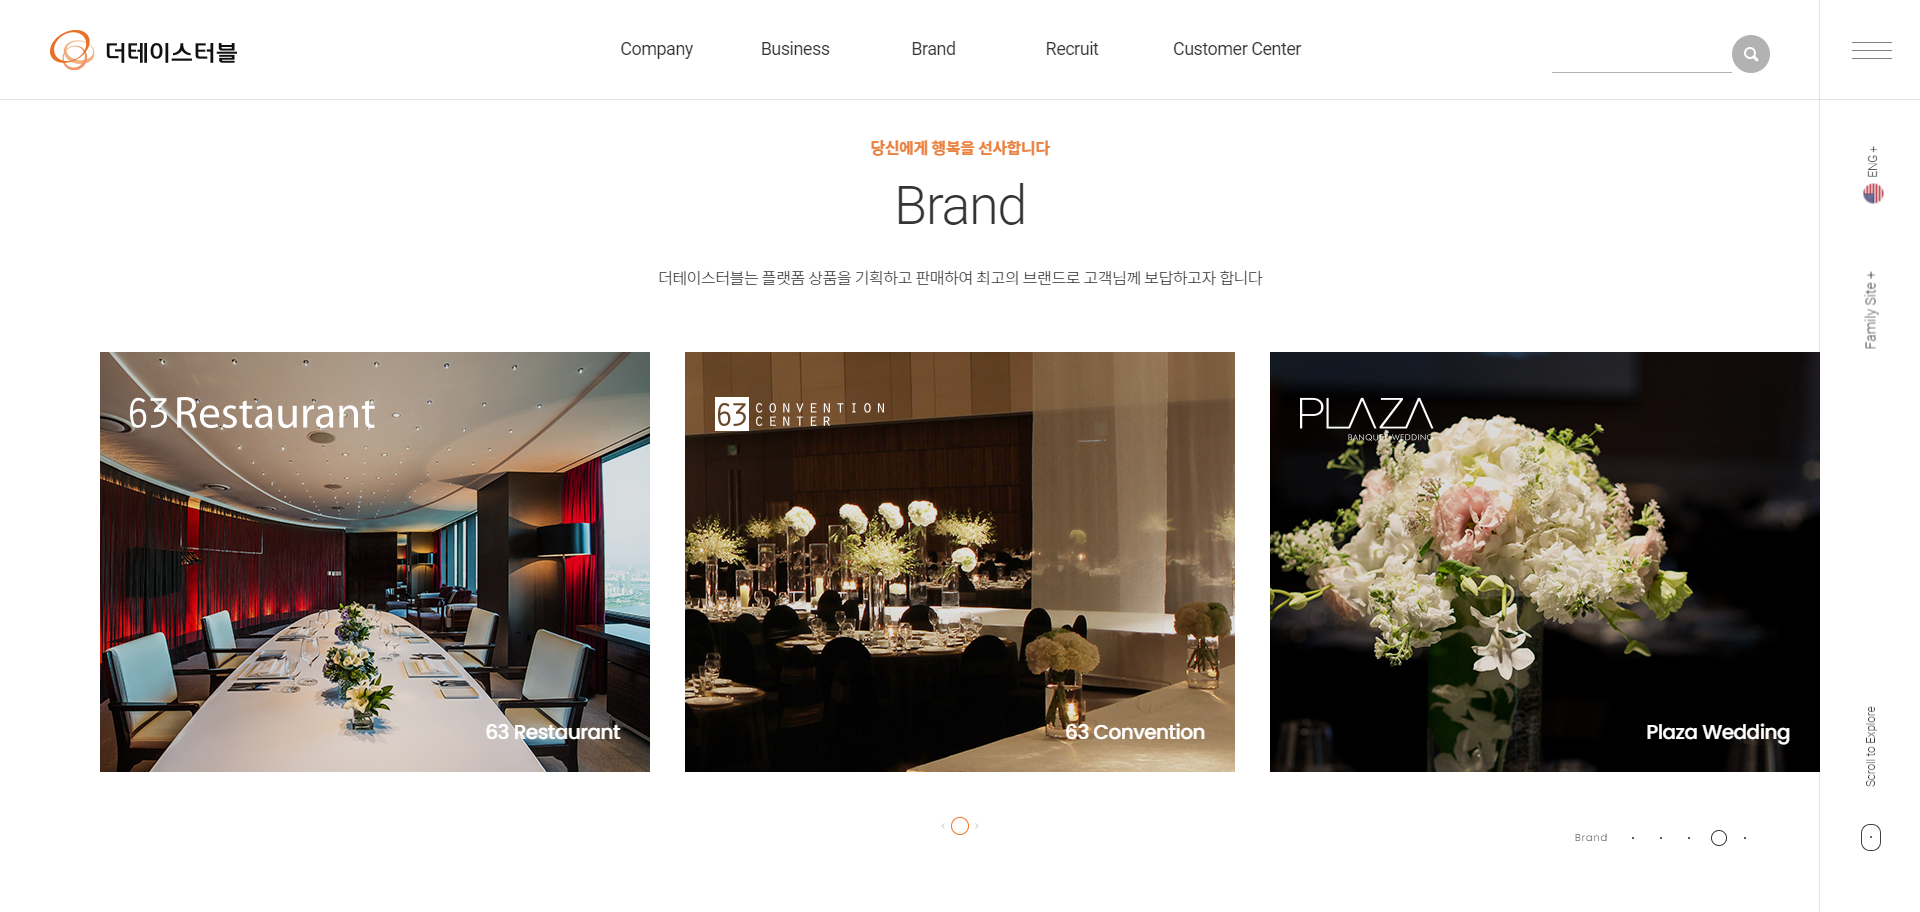 더테이스터블
Company
Business
Brand
Recruit
Customer Center
ENG +
Family Site +
당신에게 행복을 선사합니다
Brand
더테이스터블는 플랫폼 상품을 기획하고 판매하여 최고의 브랜드로 고객님께 보답하고자 합니다
63 Restaurant
63 Restaurant
63 CONVENTION
CENTER
63 Convention
PLAZA
BANQUET WEDDING
Plaza Wedding
Brand
Scroll to Explore